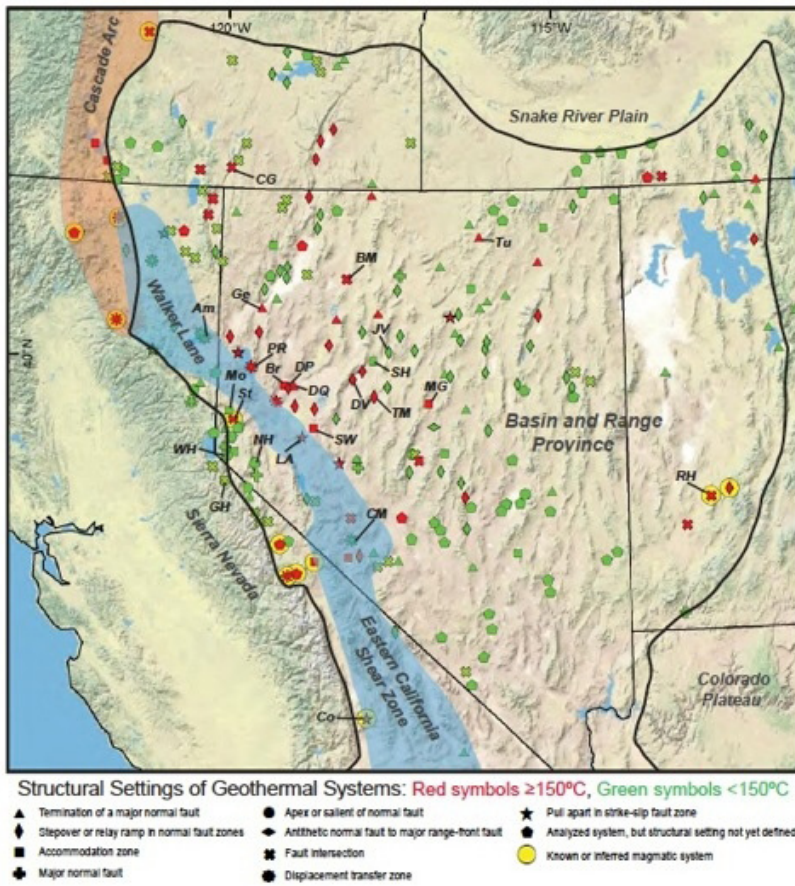 120°W
115°W
Cascade Arc
Snake River Plain
CG
Tu
BM
Ge
Walker Lane
Am
40°N
PR
JV
Br
DP
SH
Mo
DQ
MG
St
DV
TM
Basin and Range
Province
WH
NH
LA
SW
RH
GH
CM
Sierra Nevada
Eastern California
Shear Zone
Colorado
Plateau
Co
Structural Settings of Geothermal Systems: Red symbols ≥150ºC, Green symbols <150ºC
Termination of a major normal fault
Apex or salient of normal fault
Pull apart in strike-slip fault zone
Stepover or relay ramp in normal fault zones
Antithetic normal fault to major range-front fault
Analyzed system, but structural setting not yet defined
Accommodation zone
Fault intersection
Known or inferred magmatic system
Major normal fault
Displacement transfer zone